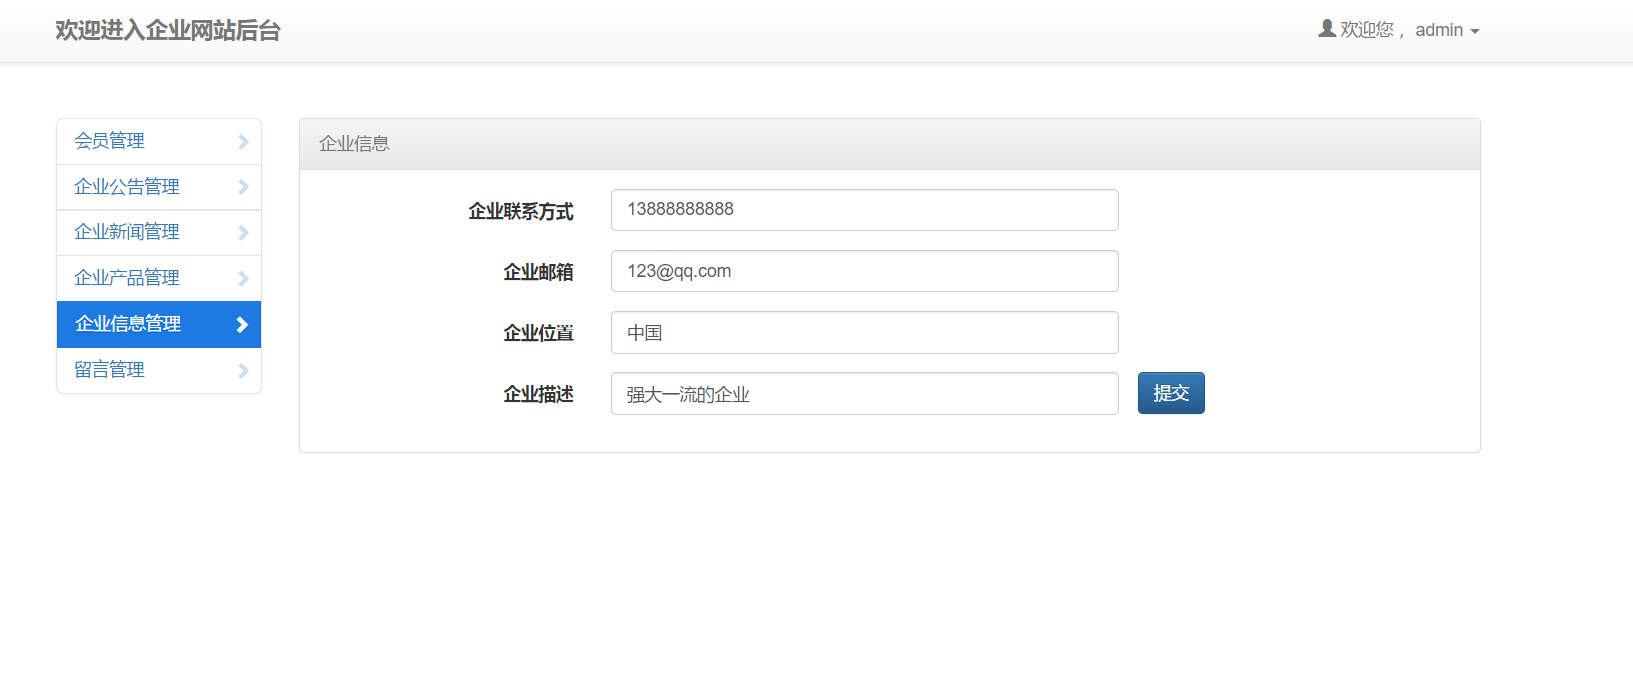 欢迎进入企业网站后台
欢迎您， admin
会员管理
企业公告管理
企业新闻管理
企业产品管理
企业信息管理
留言管理
企业信息
企业联系方式 13888888888
企业邮箱 123@qq.com
企业位置 中国
企业描述 强大一流的企业 提交